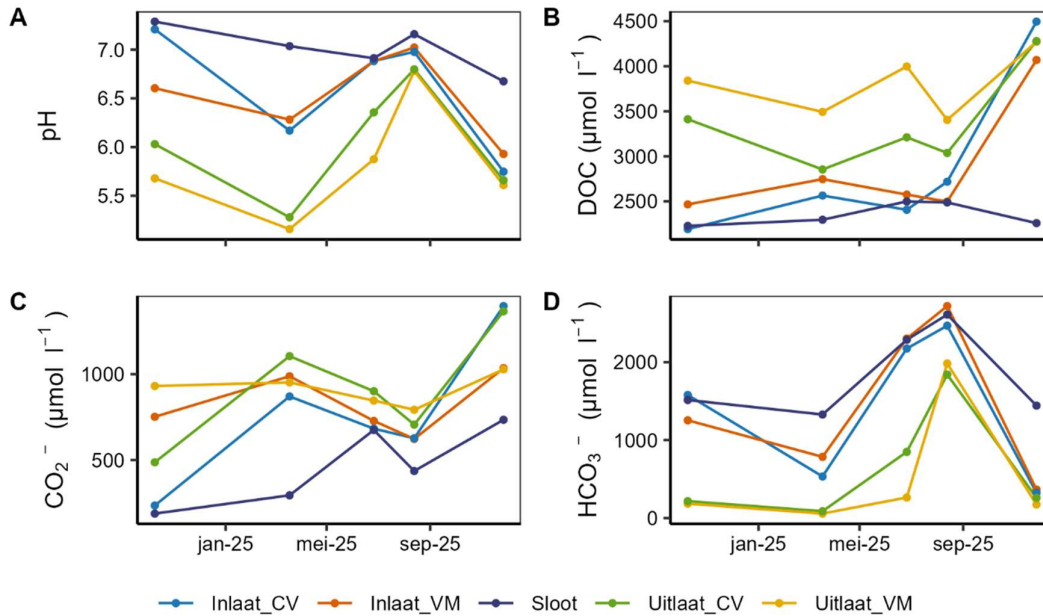 A
B
pH
7.0
6.5
6.0
5.5
DOC (µmol l⁻¹)
4500
4000
3500
3000
2500
C
D
CO₂⁻ (µmol l⁻¹)
1000
500
HCO₃⁻ (µmol l⁻¹)
2000
1000
0
jan-25 mei-25 sep-25
jan-25 mei-25 sep-25
Inlaat_CV Inlaat_VM Sloot Uitlaat_CV Uitlaat_VM